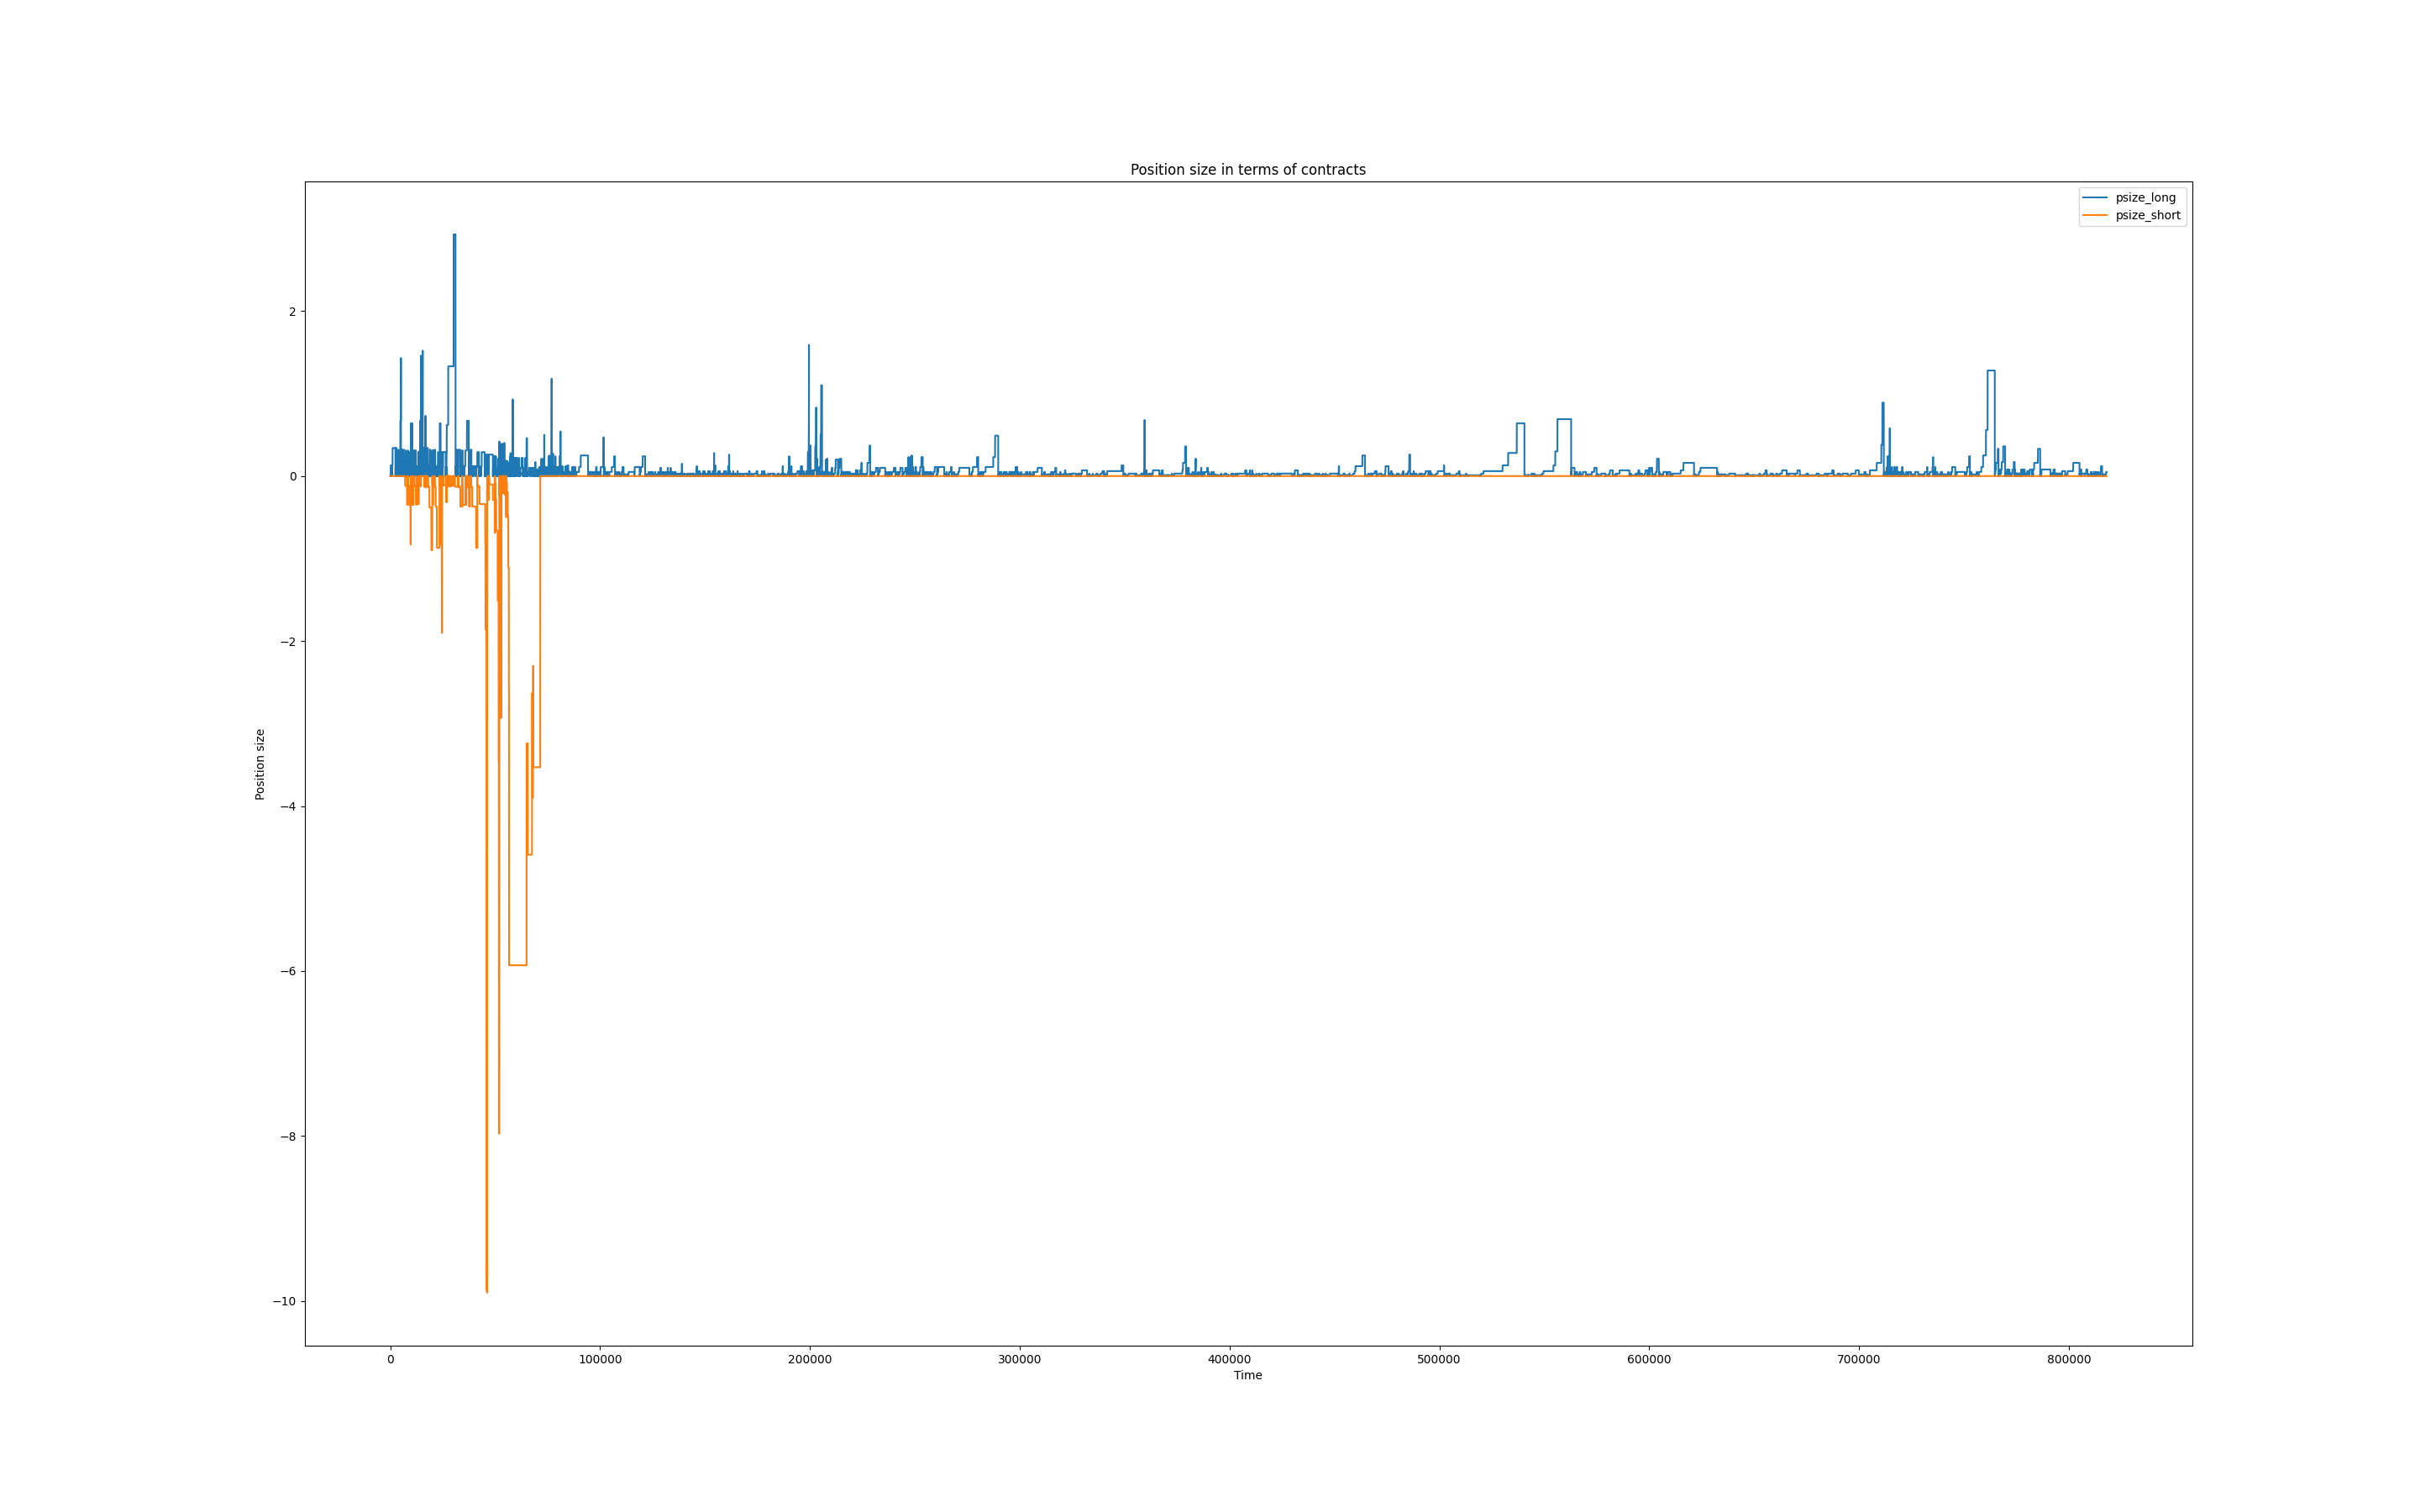 Position size in terms of contracts
psize_long
psize_short
2
0
−2
−4
−6
−8
−10
Position size
0 100000 200000 300000 400000 500000 600000 700000 800000
Time